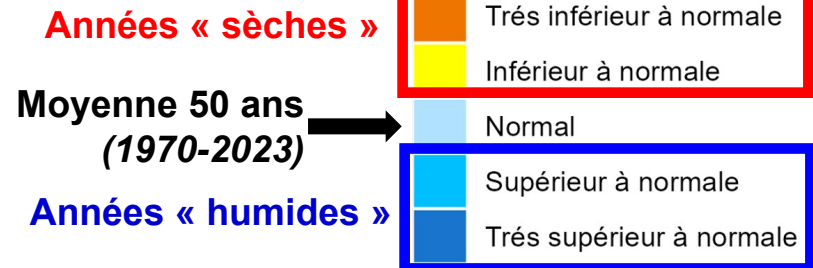 Années « sèches »
Trés inférieur à normale
Inférieur à normale
Moyenne 50 ans
(1970-2023)
Normal
Années « humides »
Supérieur à normale
Trés supérieur à normale